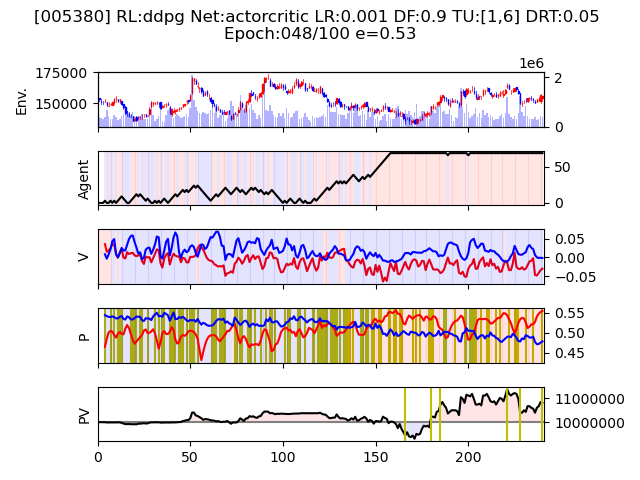 [005380] RL:ddpg Net:actorcritic LR:0.001 DF:0.9 TU:[1,6] DRT:0.05
Epoch:048/100 e=0.53
1e6
Env.
175000
150000
2
0
Agent
50
0
V
0.05
0.00
−0.05
P
0.55
0.50
0.45
PV
11000000
10000000
0 50 100 150 200